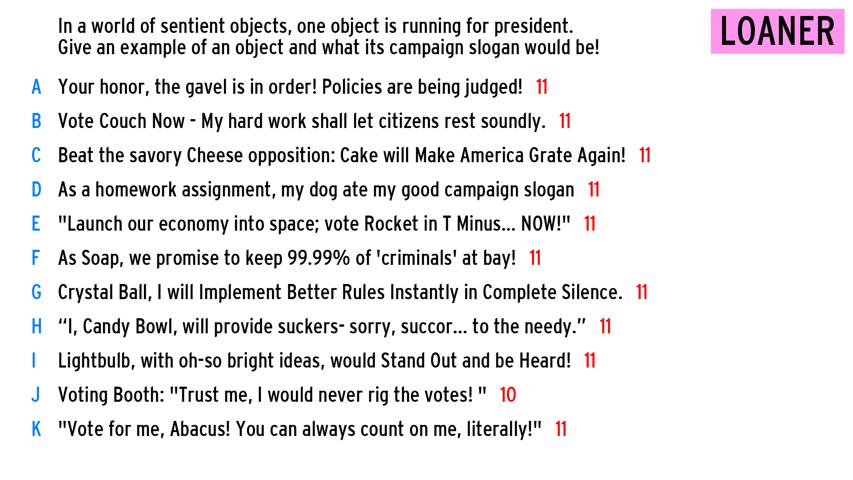 In a world of sentient objects, one object is running for president.
Give an example of an object and what its campaign slogan would be!
LOANER
A Your honor, the gavel is in order! Policies are being judged! 11
B Vote Couch Now - My hard work shall let citizens rest soundly. 11
C Beat the savory Cheese opposition: Cake will Make America Grate Again! 11
D As a homework assignment, my dog ate my good campaign slogan 11
E "Launch our economy into space; vote Rocket in T Minus... NOW!" 11
F As Soap, we promise to keep 99.99% of 'criminals' at bay! 11
G Crystal Ball, I will Implement Better Rules Instantly in Complete Silence. 11
H “I, Candy Bowl, will provide suckers- sorry, succor... to the needy.” 11
I Lightbulb, with oh-so bright ideas, would Stand Out and be Heard! 11
J Voting Booth: "Trust me, I would never rig the votes! " 10
K "Vote for me, Abacus! You can always count on me, literally!" 11